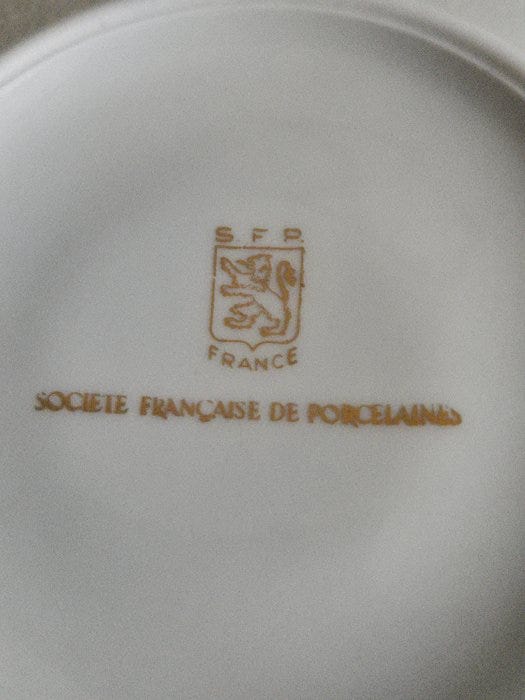 S.F.P.
FRANCE
SOCIETE FRANÇAISE DE PORCELAINES